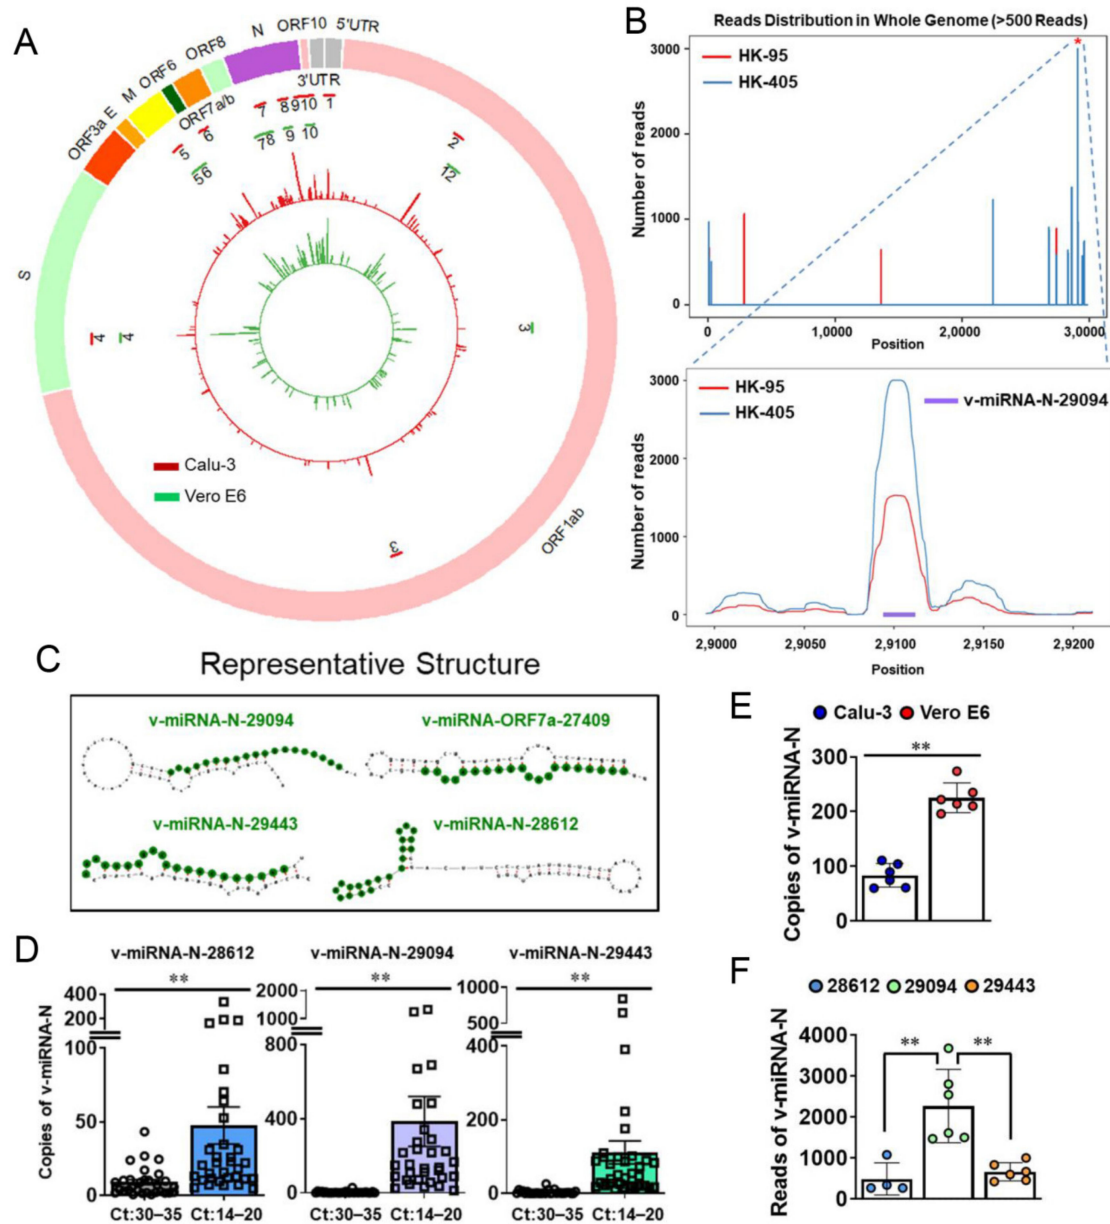 A
ORF3a
E
M
ORF6
ORF7a/b
ORF8
N
ORF10
3'UTR
5'UTR
S
ORF1ab
5
6
7
8
9
10
1
2
5
6
7
8
9
10
12
4
4
3
3
Calu-3
Vero E6
B
Reads Distribution in Whole Genome (>500 Reads)
HK-95
HK-405
*
Number of reads
3000
2000
1000
0
0
1,0000
2,0000
3,0000
Position
HK-95
HK-405
v-miRNA-N-29094
Number of reads
3000
2000
1000
0
2,9000
2,9050
2,9100
2,9150
2,9200
Position
C
Representative Structure
v-miRNA-N-29094
v-miRNA-ORF7a-27409
v-miRNA-N-29443
v-miRNA-N-28612
D
Copies of v-miRNA-N
v-miRNA-N-28612
**
400
200
100
50
0
Ct:30–35
Ct:14–20
v-miRNA-N-29094
**
2000
1000
800
400
0
Ct:30–35
Ct:14–20
v-miRNA-N-29443
**
1000
500
400
200
0
Ct:30–35
Ct:14–20
E
Calu-3
Vero E6
**
Copies of v-miRNA-N
300
200
100
0
F
28612
29094
29443
**
**
Reads of v-miRNA-N
4000
3000
2000
1000
0